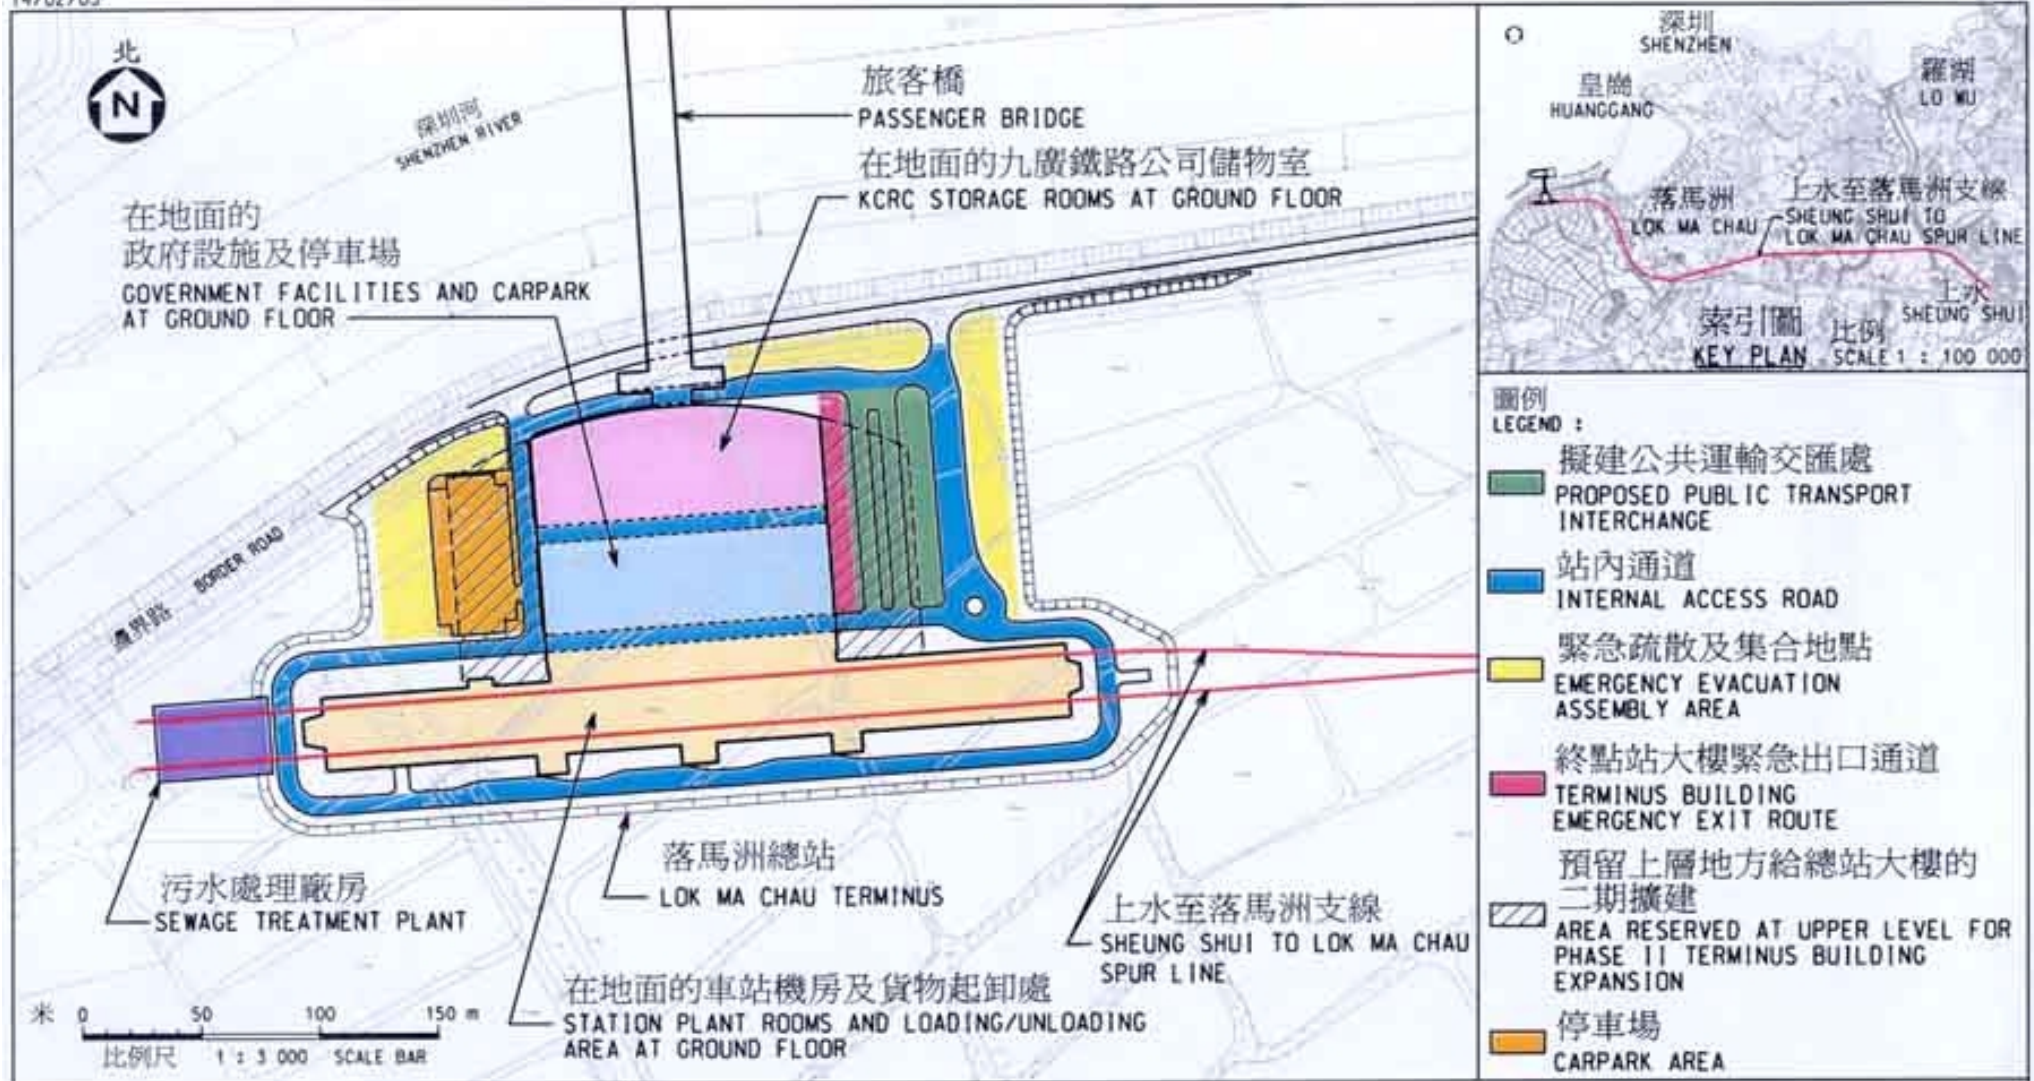 北
N
深圳河
SHENZHEN RIVER
旅客橋
PASSENGER BRIDGE
在地面的九廣鐵路公司儲物室
KCRC STORAGE ROOMS AT GROUND FLOOR
在地面的
政府設施及停車場
GOVERNMENT FACILITIES AND CARPARK
AT GROUND FLOOR
邊界路 BORDER ROAD
污水處理廠房
SEWAGE TREATMENT PLANT
落馬洲總站
LOK MA CHAU TERMINUS
上水至落馬洲支線
SHEUNG SHUI TO LOK MA CHAU
SPUR LINE
在地面的車站機房及貨物起卸處
STATION PLANT ROOMS AND LOADING/UNLOADING
AREA AT GROUND FLOOR
米 0 50 100 150 m
比例尺 1 : 3 000 SCALE BAR
深圳
SHENZHEN
皇崗
HUANGGANG
羅湖
LO WU
落馬洲
LOK MA CHAU
上水至落馬洲支線
SHEUNG SHUI TO
LOK MA CHAU SPUR LINE
上水
SHEUNG SHUI
索引圖 比例
KEY PLAN SCALE 1 : 100 000
圖例
LEGEND :
擬建公共運輸交匯處
PROPOSED PUBLIC TRANSPORT
INTERCHANGE
站內通道
INTERNAL ACCESS ROAD
緊急疏散及集合地點
EMERGENCY EVACUATION
ASSEMBLY AREA
終點站大樓緊急出口通道
TERMINUS BUILDING
EMERGENCY EXIT ROUTE
預留上層地方給總站大樓的
二期擴建
AREA RESERVED AT UPPER LEVEL FOR
PHASE II TERMINUS BUILDING
EXPANSION
停車場
CARPARK AREA